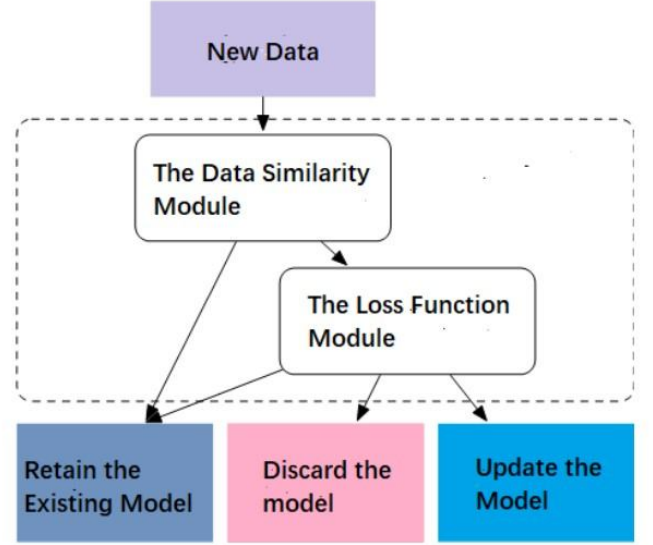 New Data
The Data Similarity
Module
The Loss Function
Module
Retain the
Existing Model
Discard the
model
Update the
Model